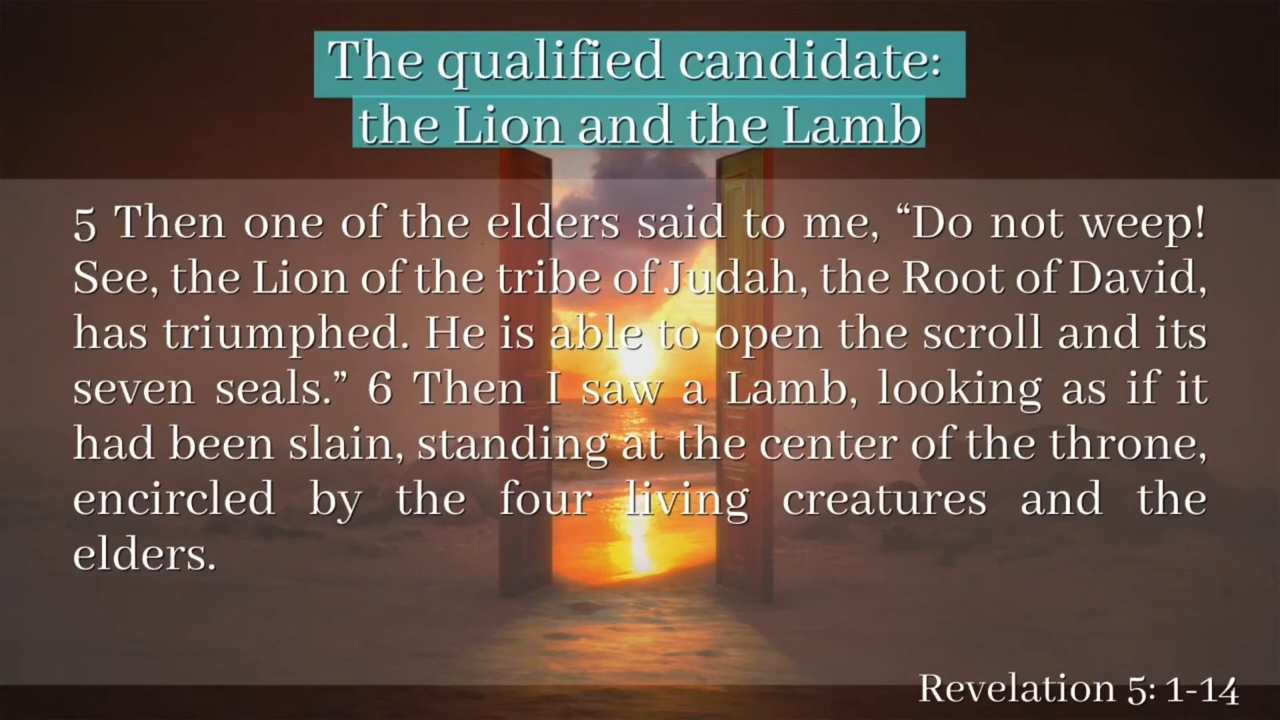 The qualified candidate:
the Lion and the Lamb
5 Then one of the elders said to me, “Do not weep!
See, the Lion of the tribe of Judah, the Root of David,
has triumphed. He is able to open the scroll and its
seven seals.” 6 Then I saw a Lamb, looking as if it
had been slain, standing at the center of the throne,
encircled by the four living creatures and the
elders.
Revelation 5: 1-14